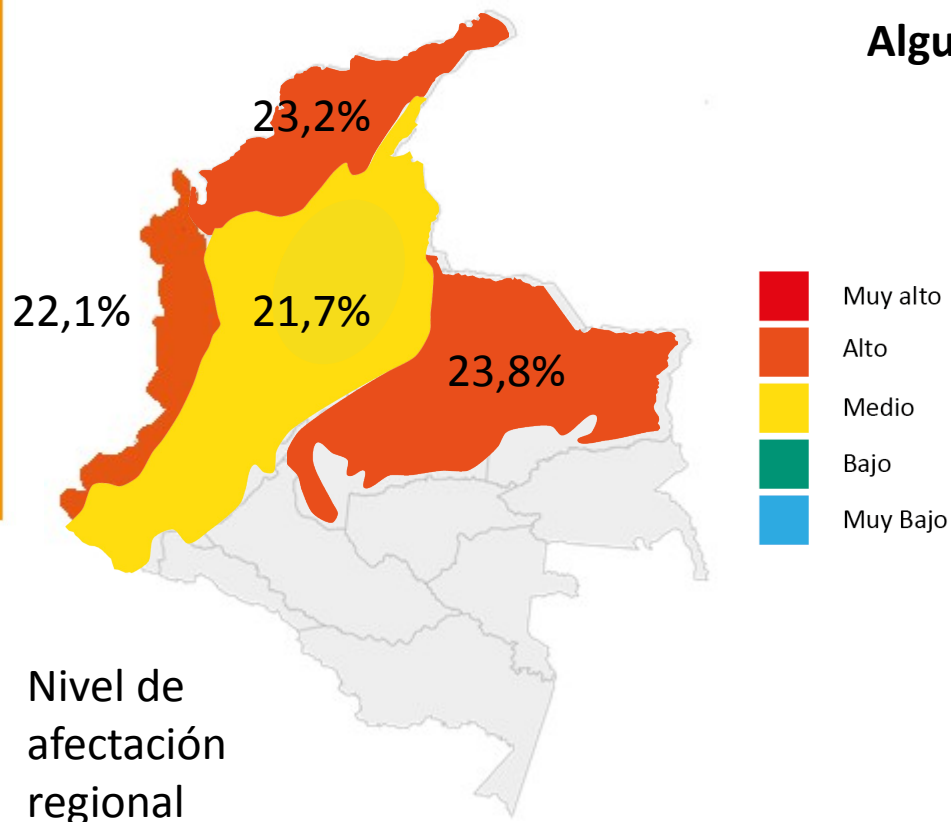 Algu
23,2%
22,1%
21,7%
23,8%
Muy alto
Alto
Medio
Bajo
Muy Bajo
Nivel de
afectación
regional